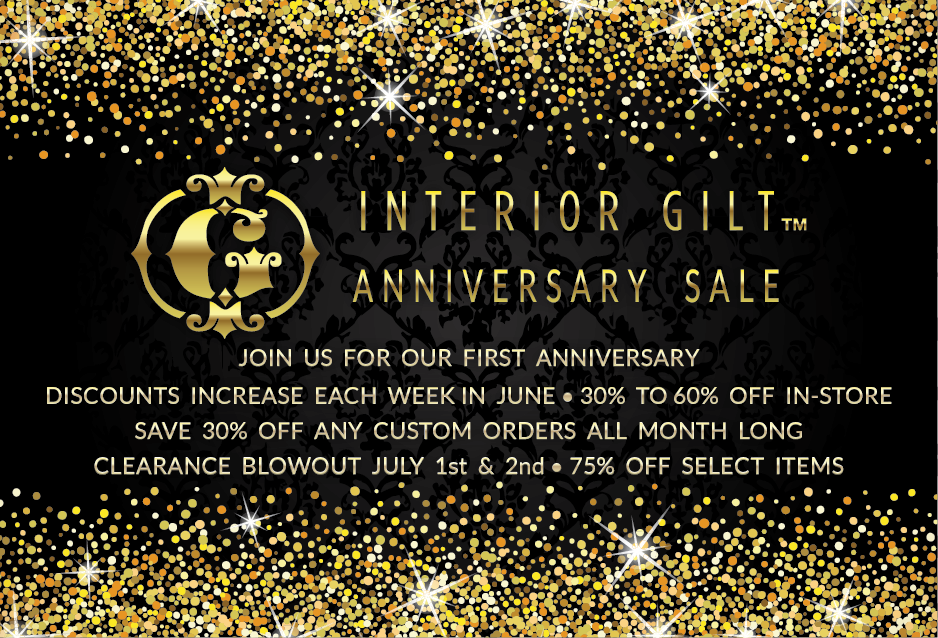 INTERIOR GILT™
ANNIVERSARY SALE
JOIN US FOR OUR FIRST ANNIVERSARY
DISCOUNTS INCREASE EACH WEEK IN JUNE • 30% TO 60% OFF IN-STORE
SAVE 30% OFF ANY CUSTOM ORDERS ALL MONTH LONG
CLEARANCE BLOWOUT JULY 1st & 2nd • 75% OFF SELECT ITEMS